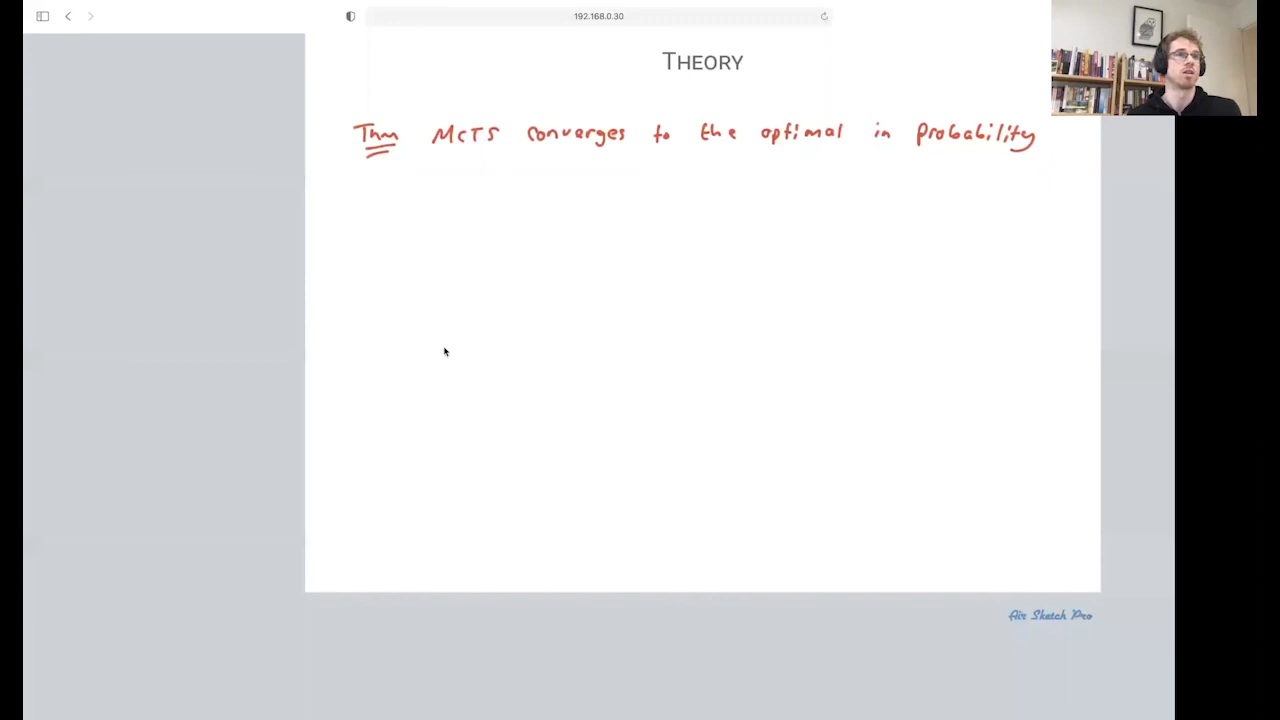 192.168.0.30
THEORY
Thm MCTS converges to the optimal in probability
Air Sketch Pro